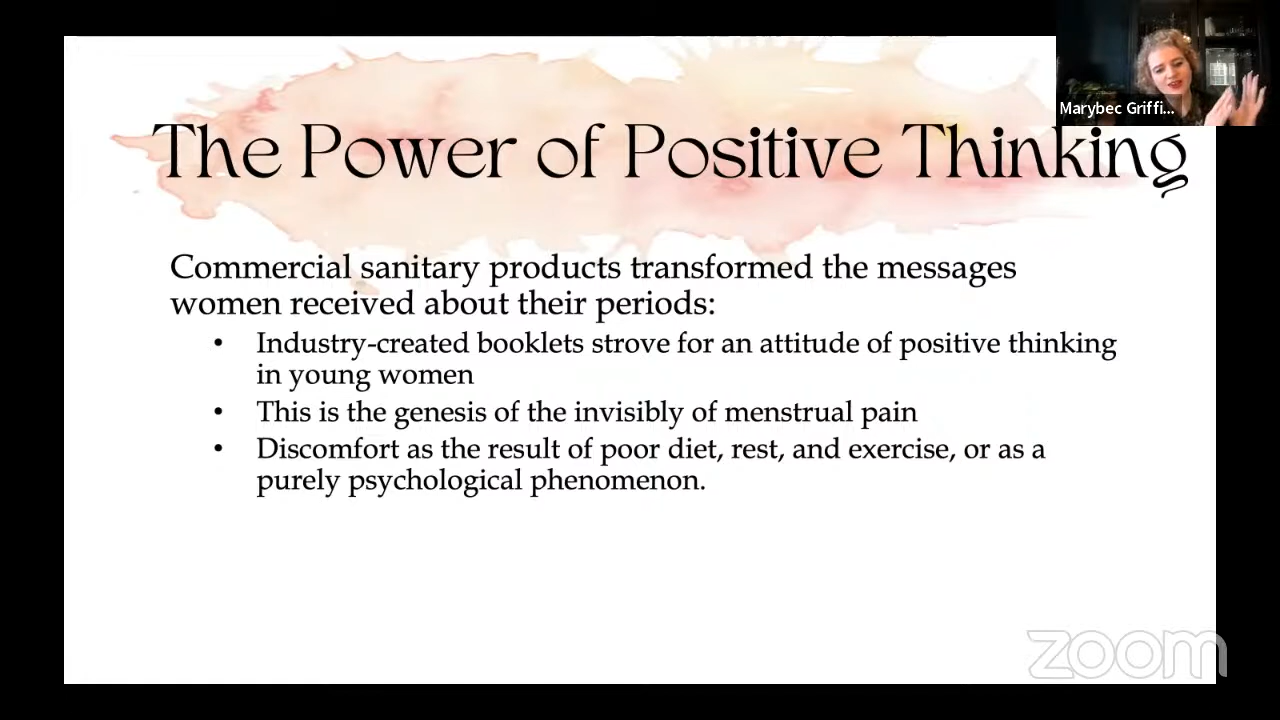 Marybec Griffi...
The Power of Positive Thinking
Commercial sanitary products transformed the messages
women received about their periods:
• Industry-created booklets strove for an attitude of positive thinking
in young women
• This is the genesis of the invisibly of menstrual pain
• Discomfort as the result of poor diet, rest, and exercise, or as a
purely psychological phenomenon.
zoom